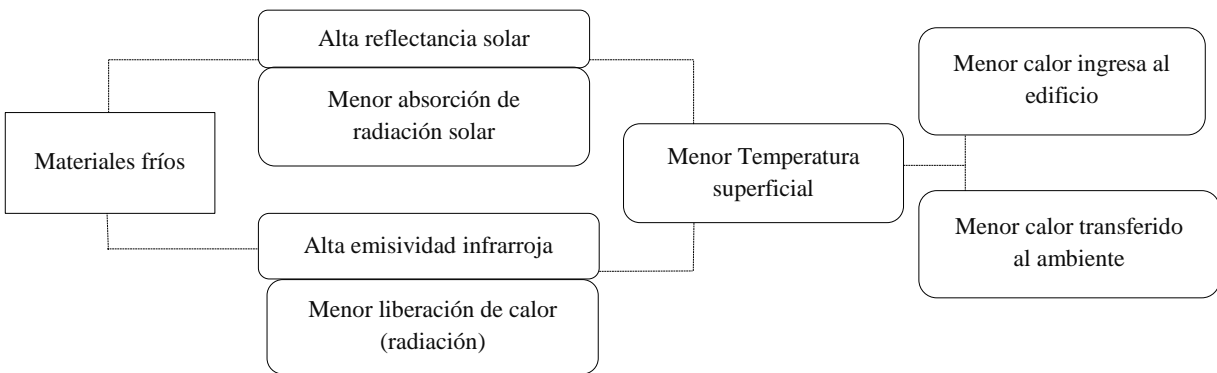 Materiales fríos
Alta reflectancia solar
Menor absorción de
radiación solar
Alta emisividad infrarroja
Menor liberación de calor
(radiación)
Menor Temperatura
superficial
Menor calor ingresa al
edificio
Menor calor transferido
al ambiente